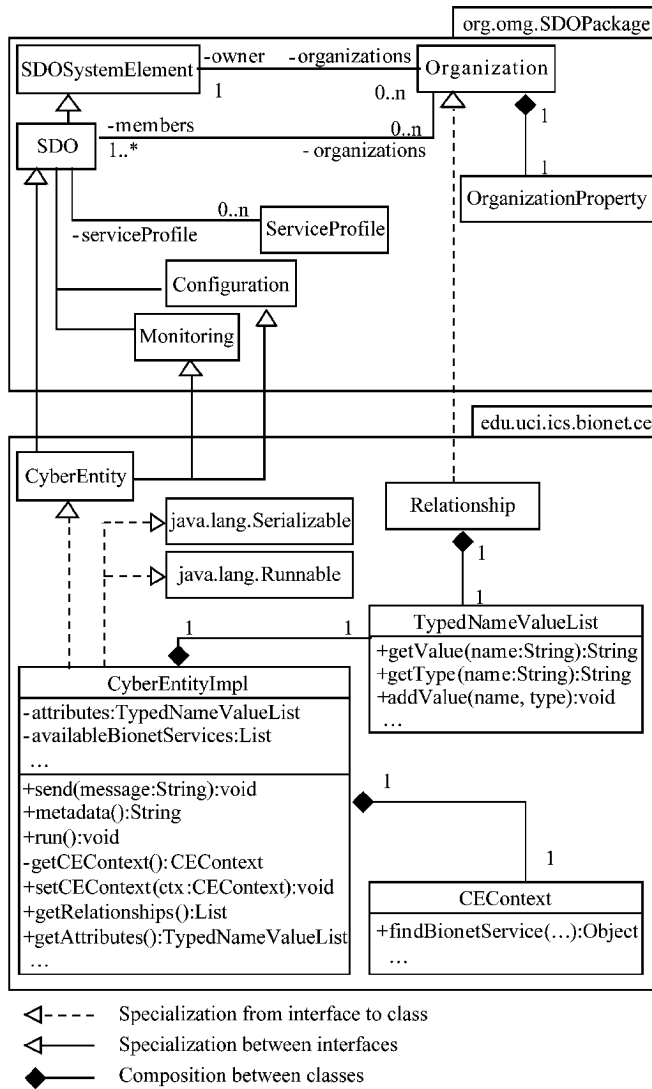 org.omg.SDOPackage
SDOSystemElement
-owner
-organizations
Organization
1
0..n
-members
0..n
1
SDO
1..*
- organizations
1
OrganizationProperty
0..n
-serviceProfile
ServiceProfile
Configuration
Monitoring
edu.uci.ics.bionet.ce
CyberEntity
Relationship
java.lang.Serializable
java.lang.Runnable
1
1
1
1
TypedNameValueList
+getValue(name:String):String
+getType(name:String):String
+addValue(name, type):void
...
CyberEntityImpl
-attributes:TypedNameValueList
-availableBionetServices:List
...
+send(message:String):void
+metadata():String
+run():void
-getCEContext():CEContext
+setCEContext(ctx:CEContext):void
+getRelationships():List
+getAttributes():TypedNameValueList
...
1
1
CEContext
+findBionetService(...):Object
...
Specialization from interface to class
Specialization between interfaces
Composition between classes